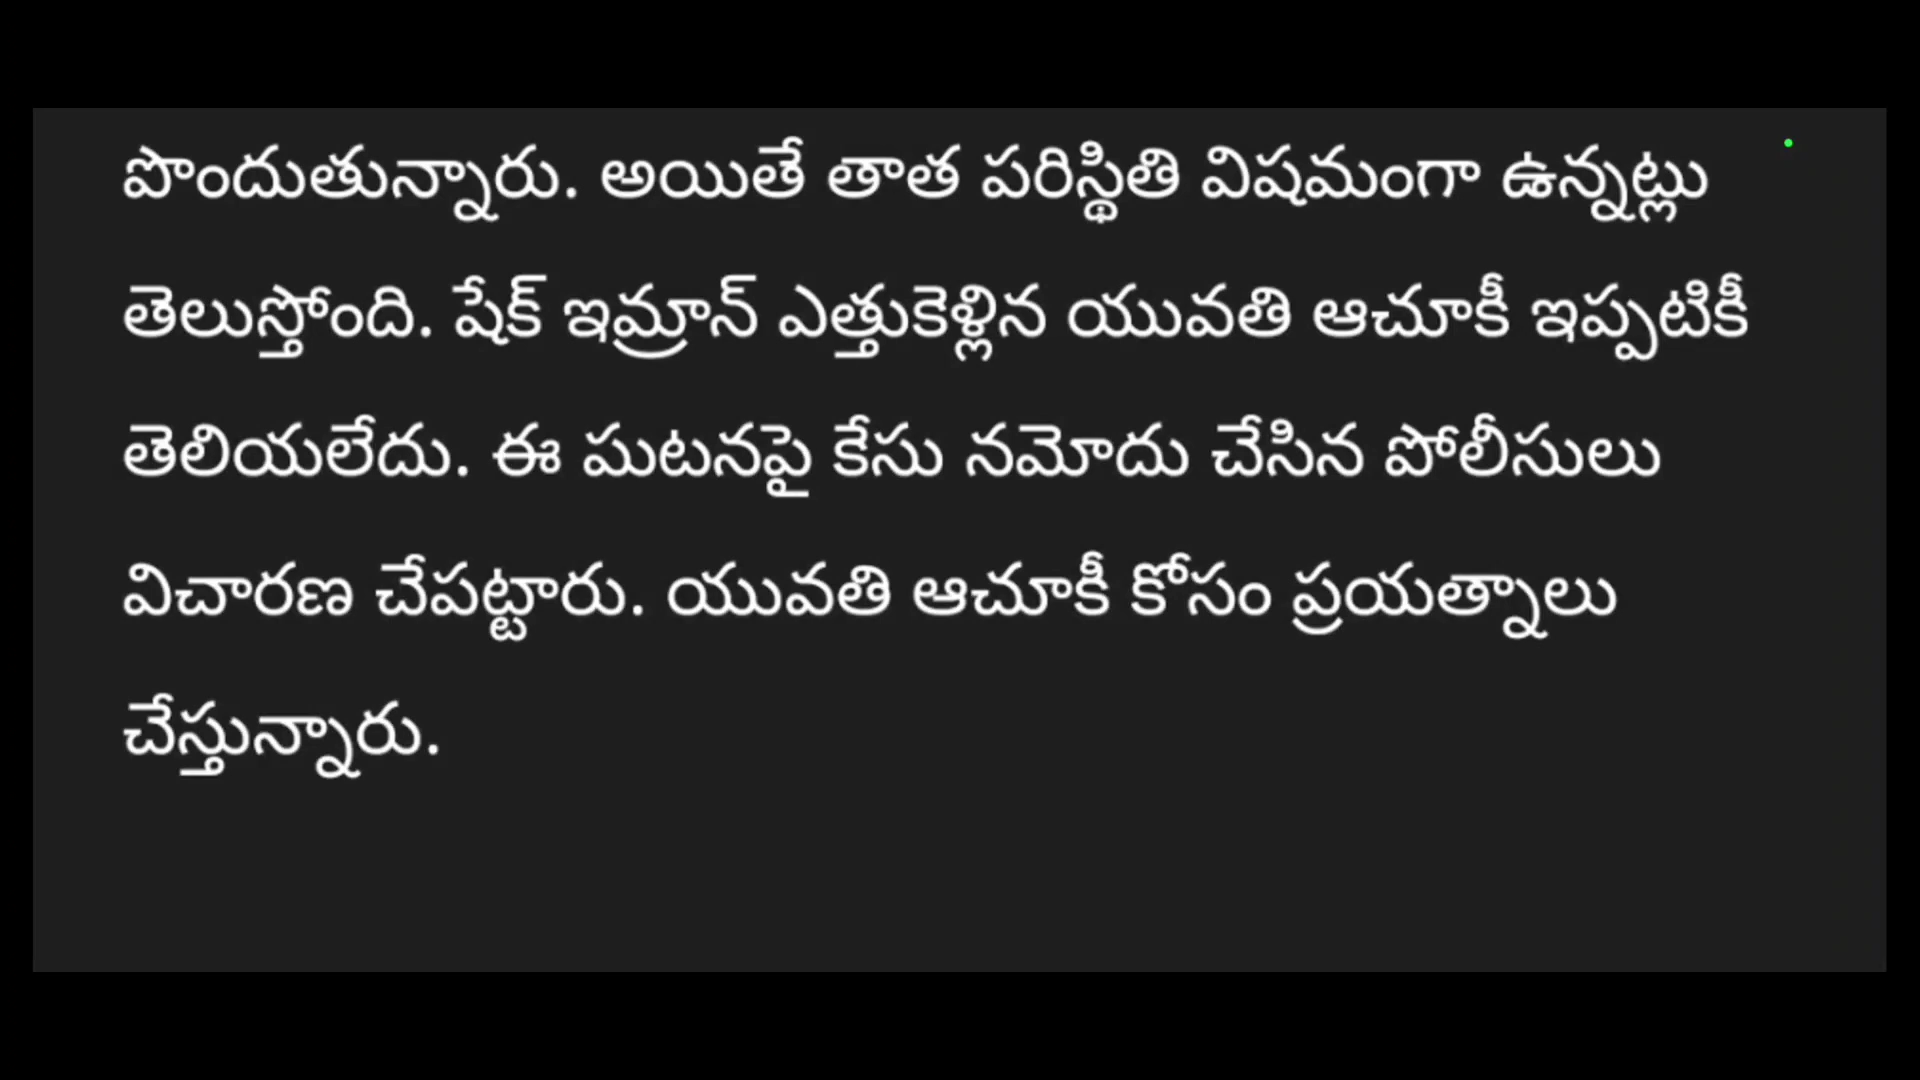 పొందుతున్నారు. అయితే తాత పరిస్థితి విషమంగా ఉన్నట్లు
తెలుస్తోంది. షేక్ ఇమ్రాన్ ఎత్తుకెళ్లిన యువతి ఆచూకీ ఇప్పటికీ
తెలియలేదు. ఈ ఘటనపై కేసు నమోదు చేసిన పోలీసులు
విచారణ చేపట్టారు. యువతి ఆచూకీ కోసం ప్రయత్నాలు
చేస్తున్నారు.